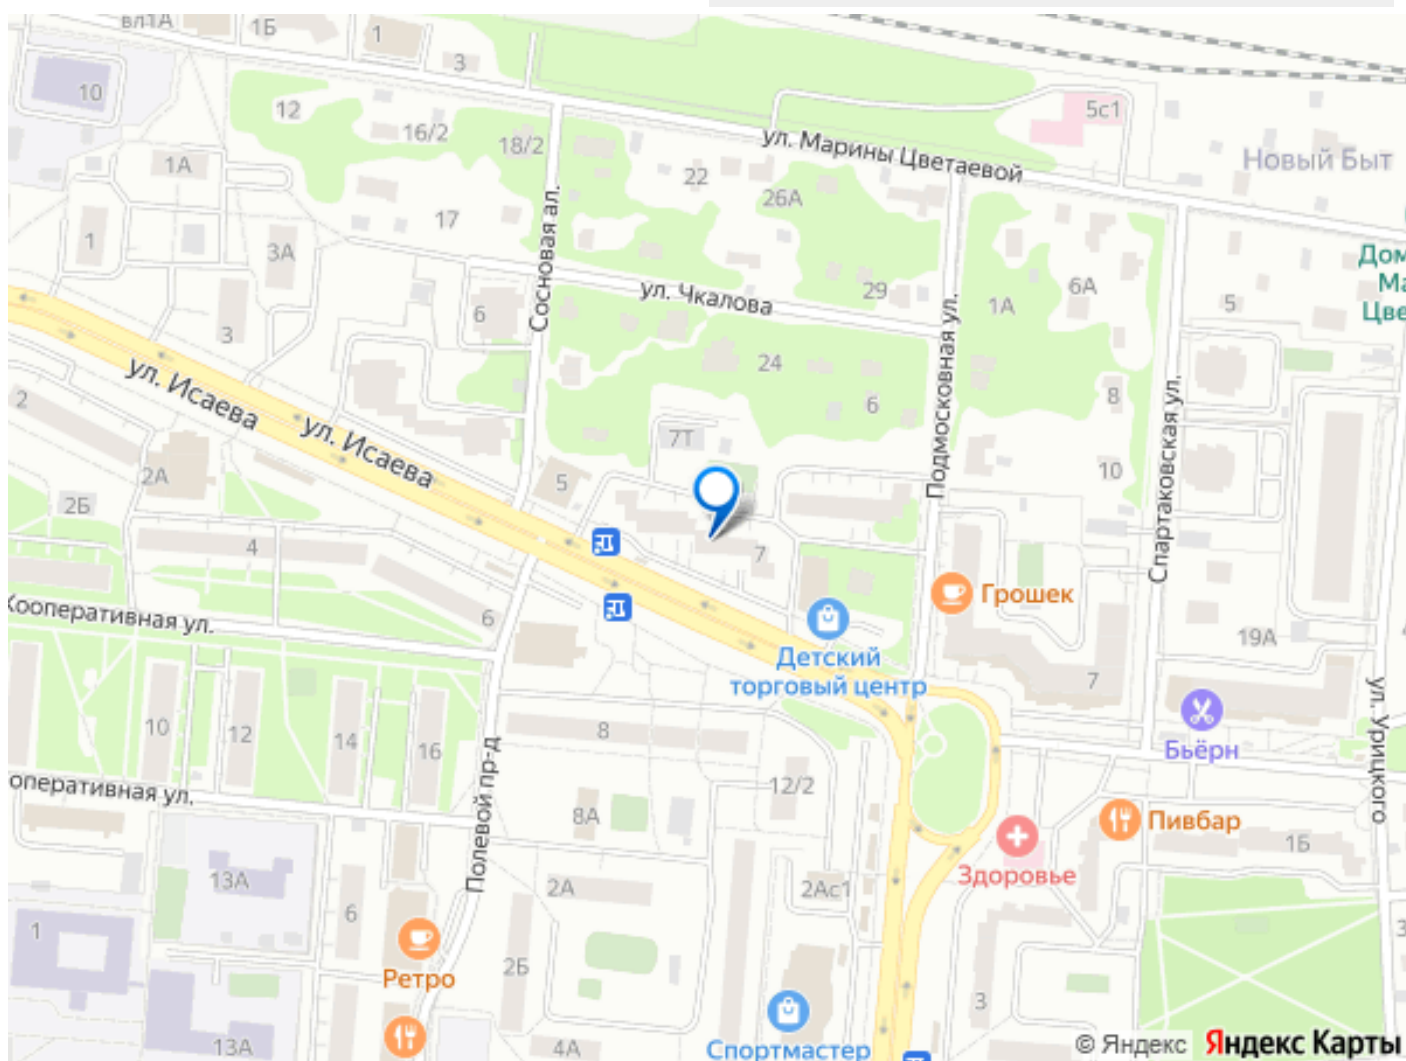 вл1А
1Б
1
3
10
12
16/2
18/2
5с1
ул. Марины Цветаевой
Новый Быт
1А
22
26А
17
Сосновая ал.
1
3А
Дом
Ма
Цве
ул. Чкалова
29
1А
6А
5
6
3
24
Подмосковная ул.
ул. Исаева
ул. Исаева
6
8
Спартаковская ул.
2
7Т
2А
5
10
2Б
4
7
Грошек
Кооперативная ул.
6
19А
Детский
торговый центр
7
ул. Урицкого
10
12
14
16
8
Бьёрн
оперативная ул.
Полевой пр-д
12/2
8А
Пивбар
1Б
Здоровье
13А
2А
2Ас1
6
1
Ретро
2Б
3
3
13А
4А
Спортмастер
© Яндекс Яндекс Карты